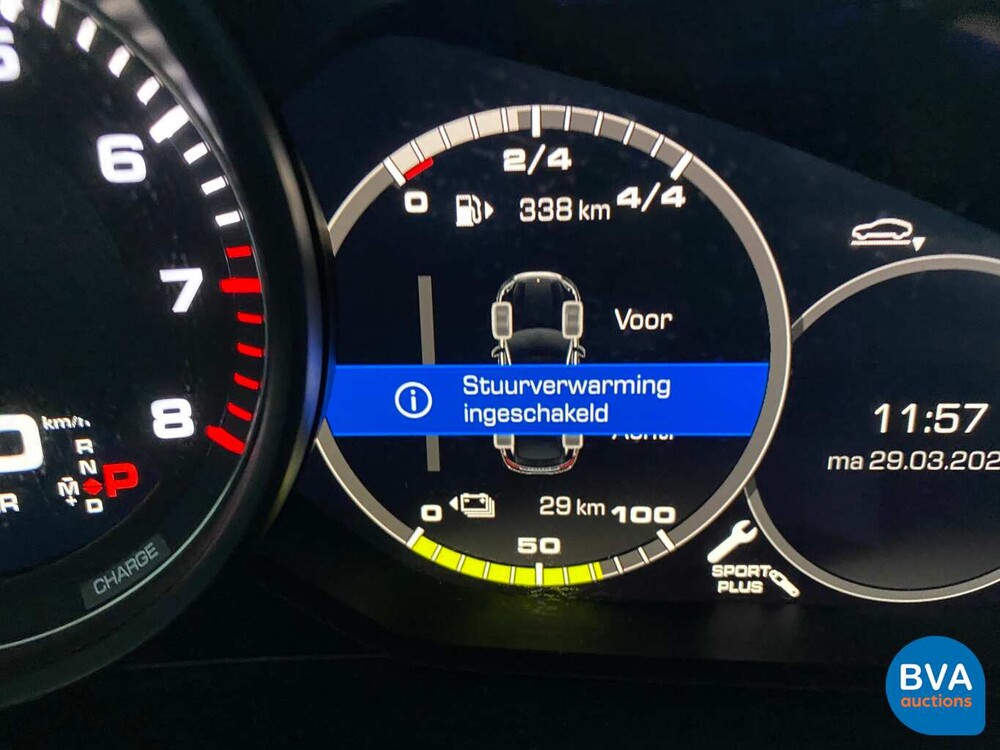 6
7
8
km/h
R
N
P
M
+
D
CHARGE
2/4
0
4/4
338 km
Voor
Stuurverwarming
ingeschakeld
0
29 km
100
50
SPORT
PLUS
11:57
ma 29.03.202
BVA
auctions